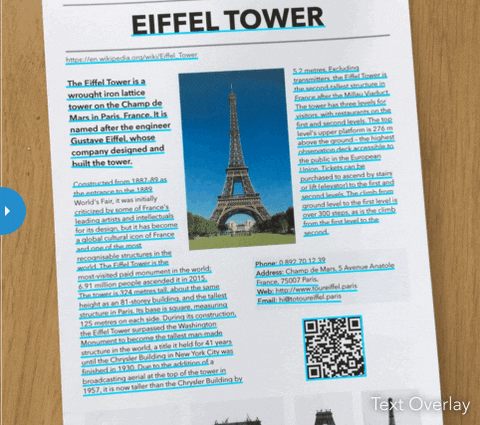 EIFFEL TOWER
https://en.wikipedia.org/wiki/Eiffel_Tower
The Eiffel Tower is a
wrought iron lattice
tower on the Champ de
Mars in Paris, France. It is
named after the engineer
Gustave Eiffel, whose
company designed and
built the tower.
Constructed from 1887-89 as
the entrance to the 1889
World's Fair, it was initially
criticized by some of France's
leading artists and intellectuals
for its design, but it has become
a global cultural icon of France
and one of the most
recognisable structures in the
world. The Eiffel Tower is the
most-visited paid monument in the world;
6.91 million people ascended it in 2015.
The tower is 324 metres tall, about the same
height as an 81-storey building, and the tallest
structure in Paris. Its base is square, measuring
125 metres on each side. During its construction,
the Eiffel Tower surpassed the Washington
Monument to become the tallest man-made
structure in the world, a title it held for 41 years
until the Chrysler Building in New York City was
finished in 1930. Due to the addition of a
broadcasting aerial at the top of the tower in
1957, it is now taller than the Chrysler Building by
5.2 metres. Excluding
transmitters, the Eiffel Tower is
the second-tallest structure in
France after the Millau Viaduct.
The tower has three levels for
visitors, with restaurants on the
first and second levels. The top
level's upper platform is 276 m
above the ground – the highest
observation deck accessible to
the public in the European
Union. Tickets can be
purchased to ascend by stairs
or lift (elevator) to the first and
second levels. The climb from
ground level to the first level is
over 300 steps, as is the climb
from the first level to the
second.
Phone: 0.892.70.12.39
Address: Champ de Mars, 5 Avenue Anatole
France, 75007 Paris.
Web: http://www.toureiffel.paris
Email: hi@totoureiffel.paris
Text Overlay